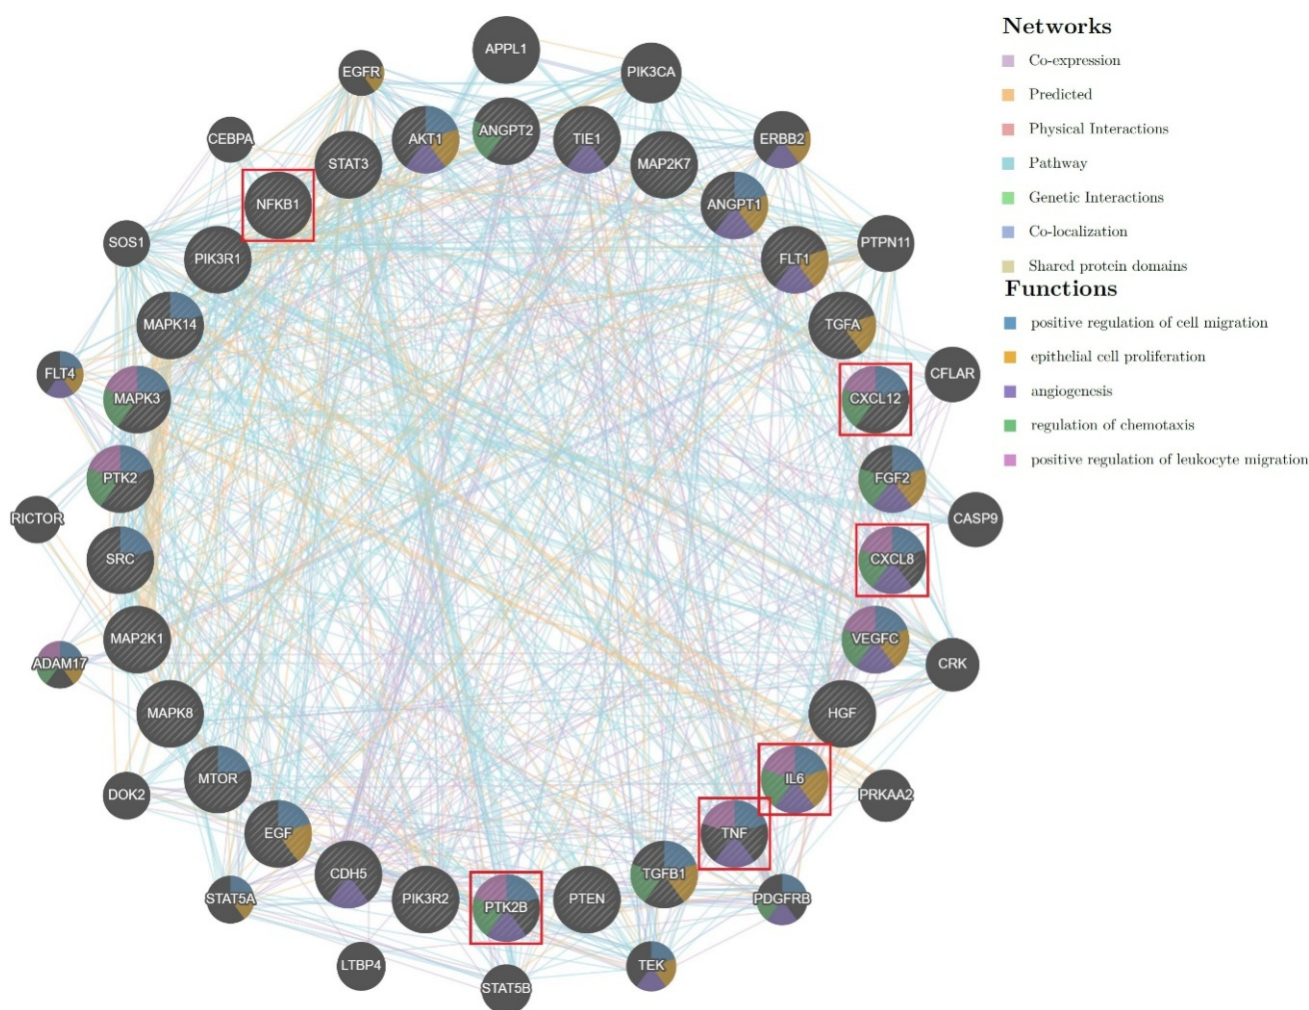 Networks
Co-expression
Predicted
Physical Interactions
Pathway
Genetic Interactions
Co-localization
Shared protein domains
Functions
positive regulation of cell migration
epithelial cell proliferation
angiogenesis
regulation of chemotaxis
positive regulation of leukocyte migration
APPL1
EGFR
PIK3CA
CEBPA
AKT1
ANGPT2
TIE1
ERBB2
STAT3
MAP2K7
NFKB1
ANGPT1
SOS1
PIK3R1
FLT1
PTPN11
MAPK14
TGFA
FLT4
MAPK3
CXCL12
CFLAR
PTK2
FGF2
RICTOR
CASP9
SRC
CXCL8
MAP2K1
VEGFC
ADAM17
CRK
MAPK8
HGF
MTOR
IL6
DOK2
PRKAA2
EGF
TNF
CDH5
TGFB1
STAT5A
PIK3R2
PTK2B
PTEN
PDGFRB
LTBP4
TEK
STAT5B